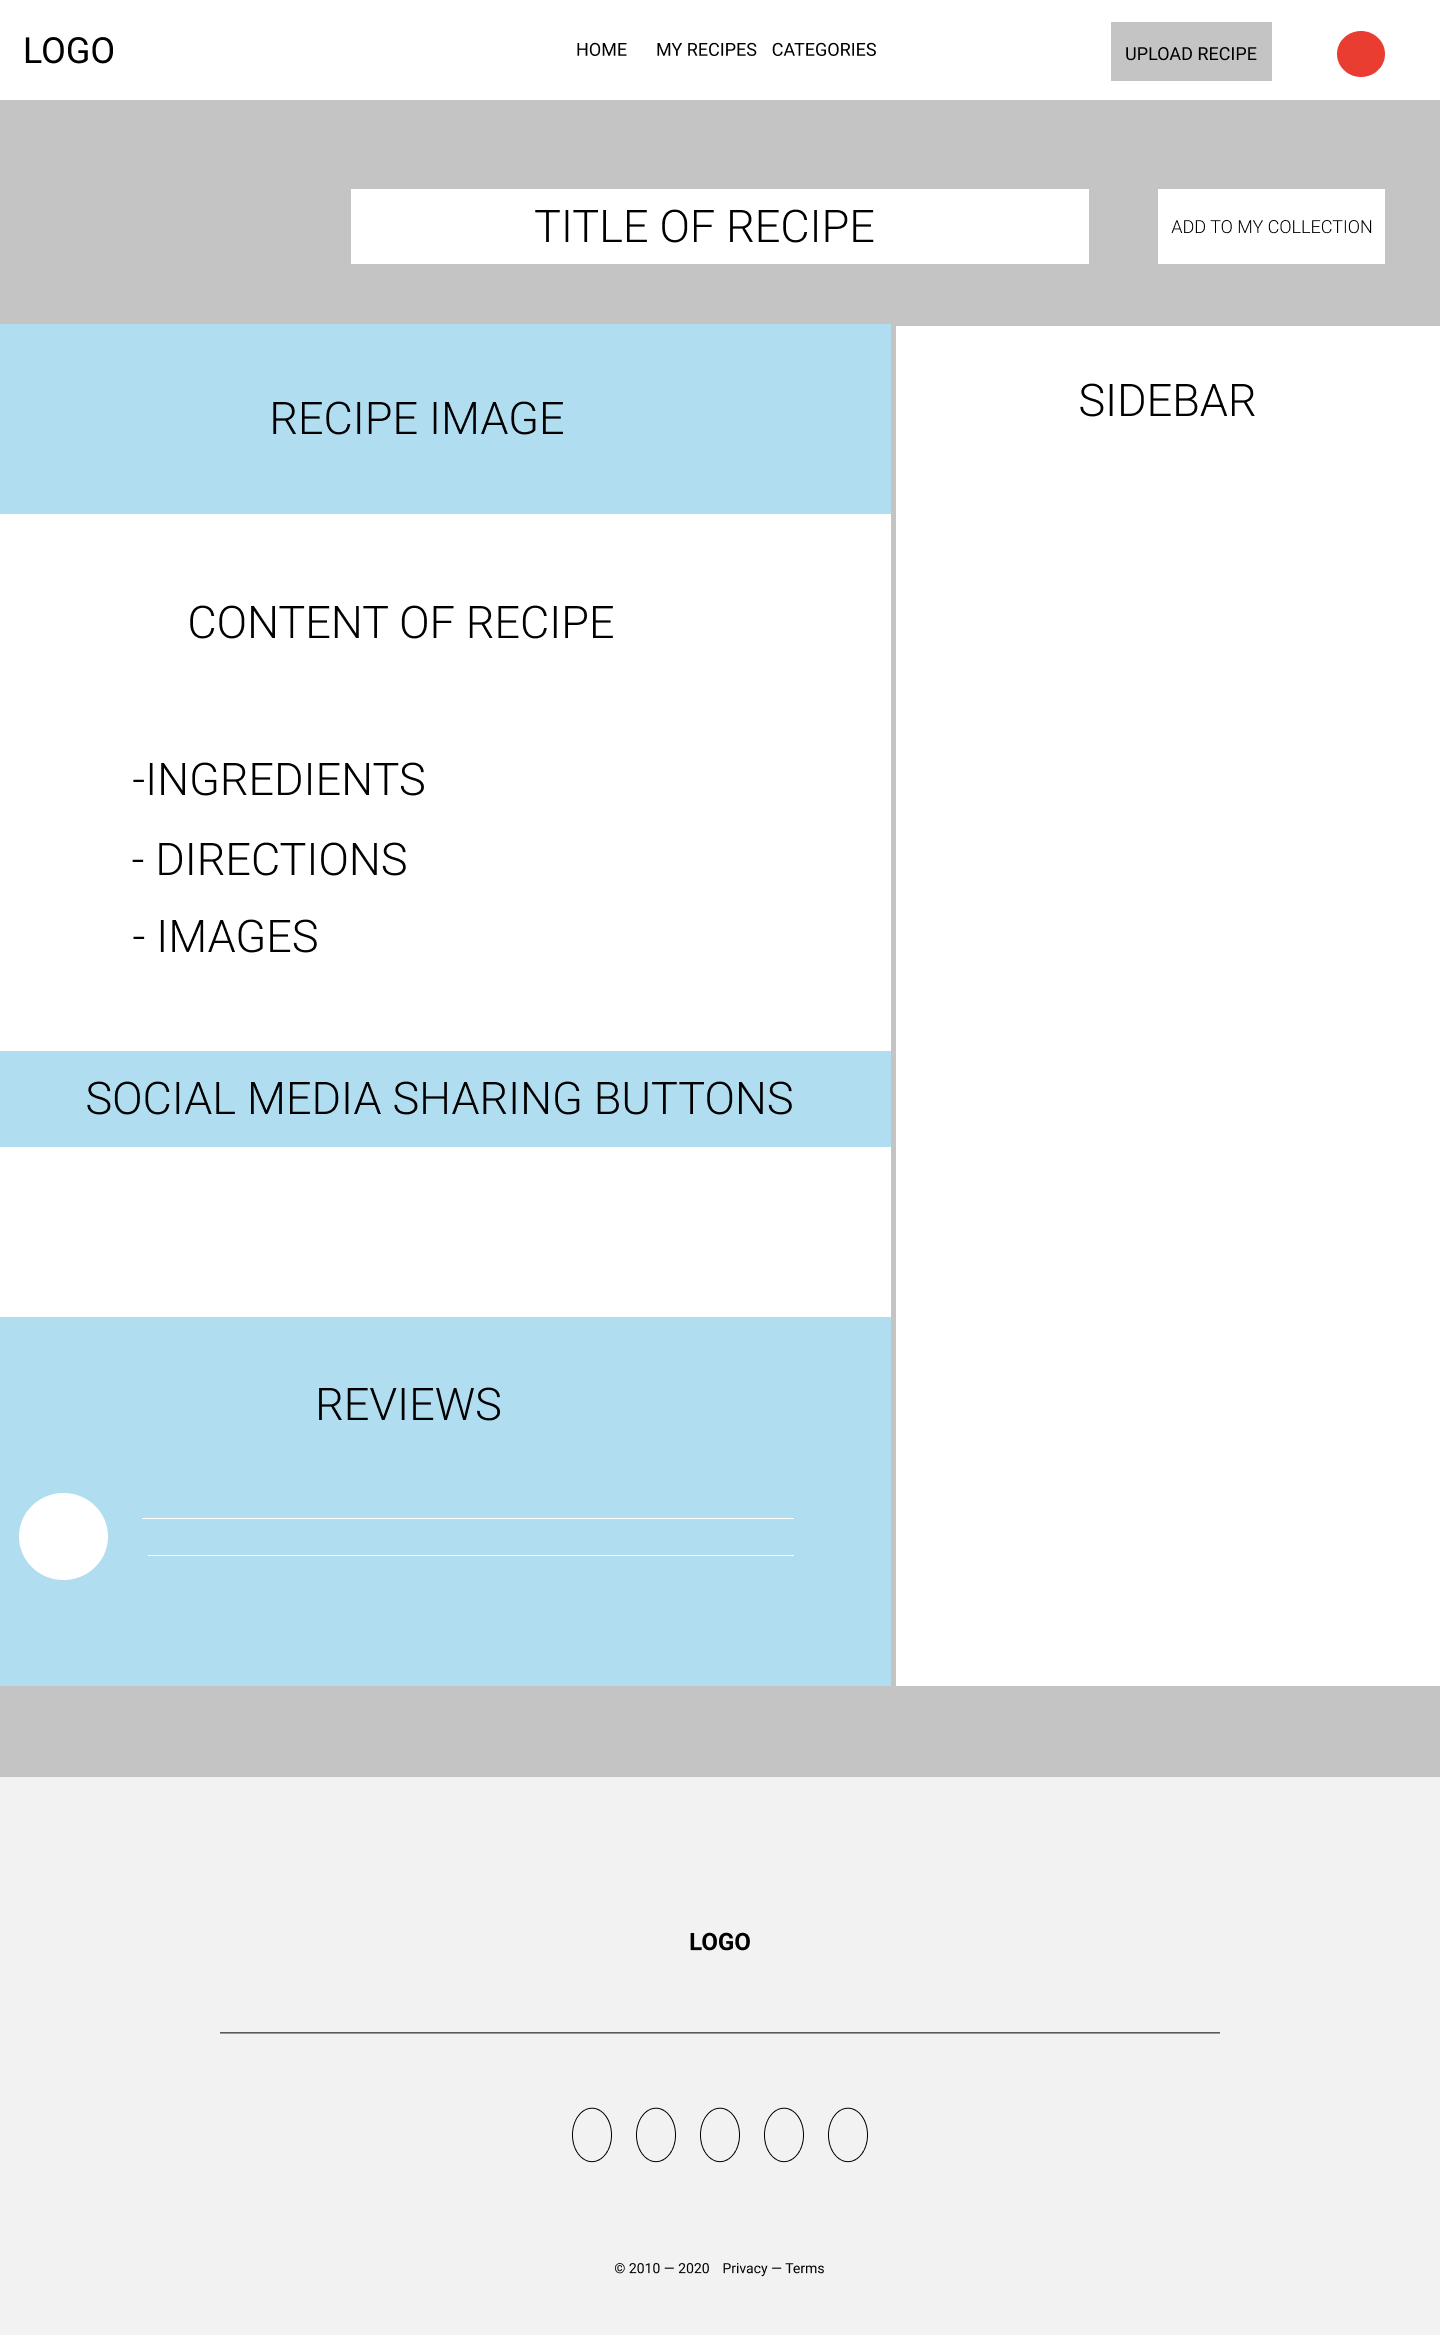 LOGO
HOME MY RECIPES CATEGORIES
UPLOAD RECIPE
TITLE OF RECIPE
ADD TO MY COLLECTION
RECIPE IMAGE
SIDEBAR
CONTENT OF RECIPE
-INGREDIENTS
- DIRECTIONS
- IMAGES
SOCIAL MEDIA SHARING BUTTONS
REVIEWS
LOGO
© 2010 — 2020 Privacy — Terms